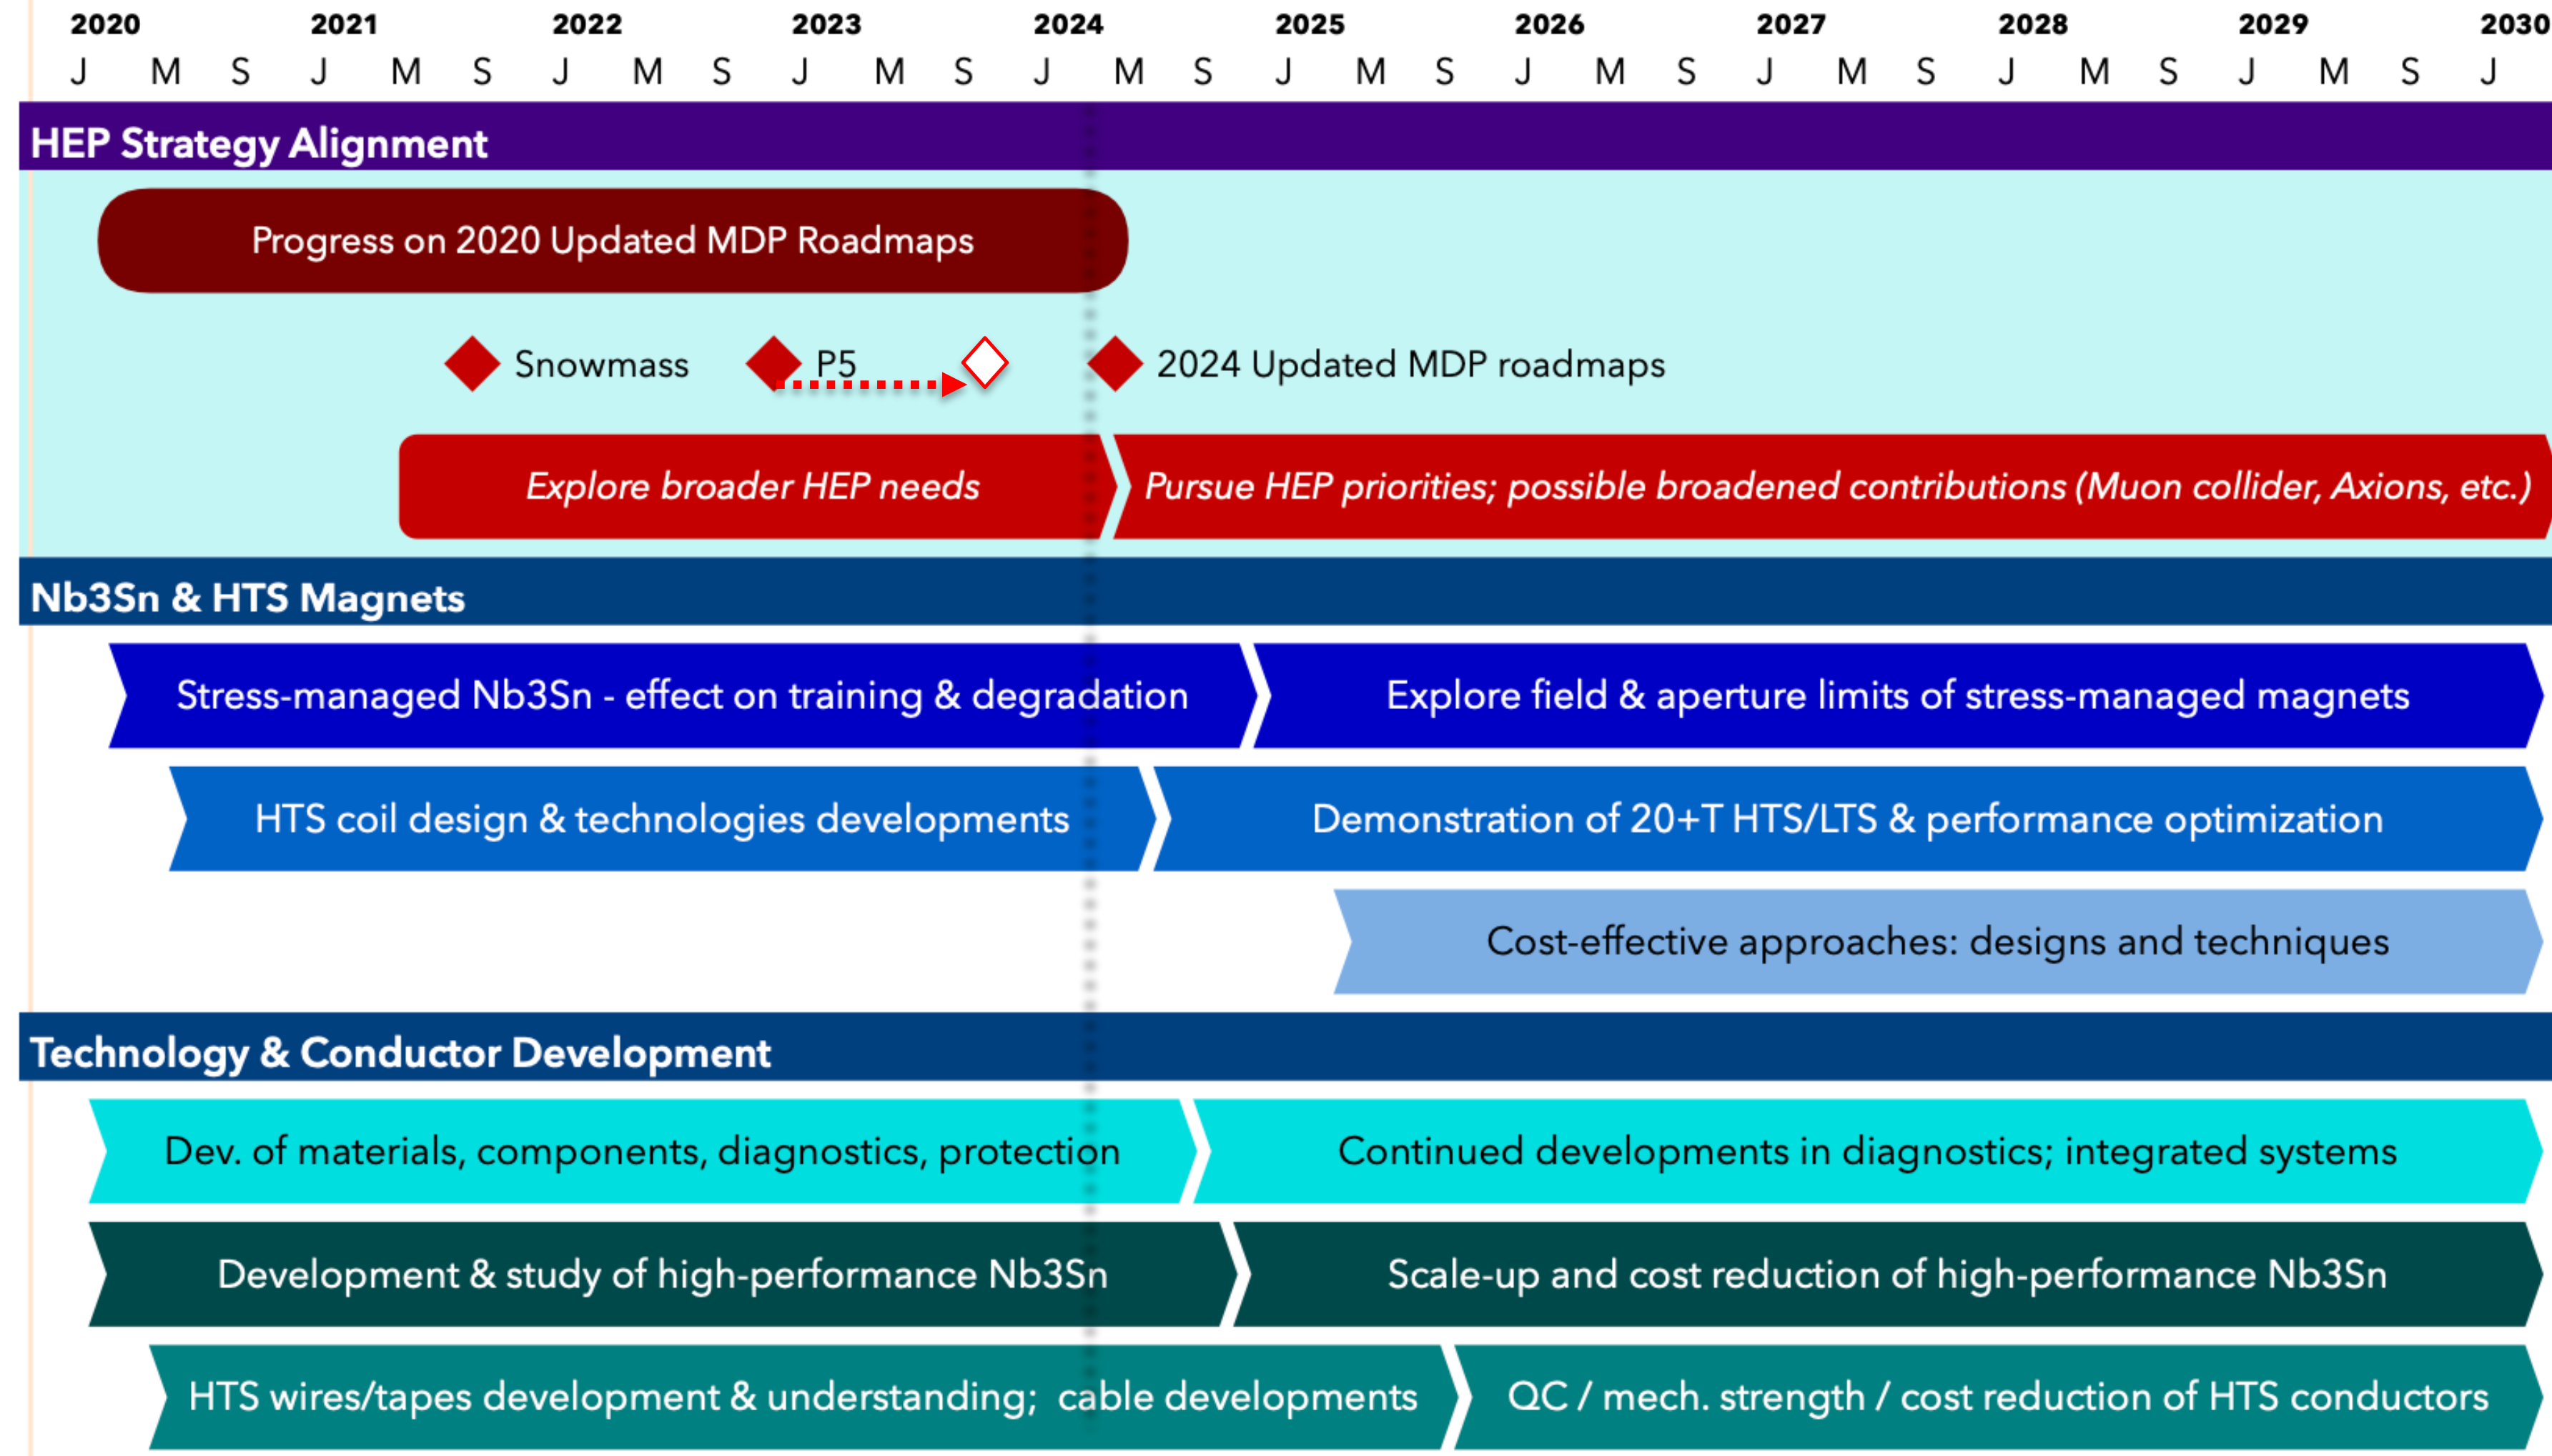 2020 2021 2022 2023 2024 2025 2026 2027 2028 2029 2030
J M S J M S J M S J M S J M S J M S J M S J M S J M S J M S J
HEP Strategy Alignment
Progress on 2020 Updated MDP Roadmaps
Snowmass P5 2024 Updated MDP roadmaps
Explore broader HEP needs Pursue HEP priorities; possible broadened contributions (Muon collider, Axions, etc.)
Nb3Sn & HTS Magnets
Stress-managed Nb3Sn - effect on training & degradation Explore field & aperture limits of stress-managed magnets
HTS coil design & technologies developments Demonstration of 20+T HTS/LTS & performance optimization
Cost-effective approaches: designs and techniques
Technology & Conductor Development
Dev. of materials, components, diagnostics, protection Continued developments in diagnostics; integrated systems
Development & study of high-performance Nb3Sn Scale-up and cost reduction of high-performance Nb3Sn
HTS wires/tapes development & understanding; cable developments QC / mech. strength / cost reduction of HTS conductors